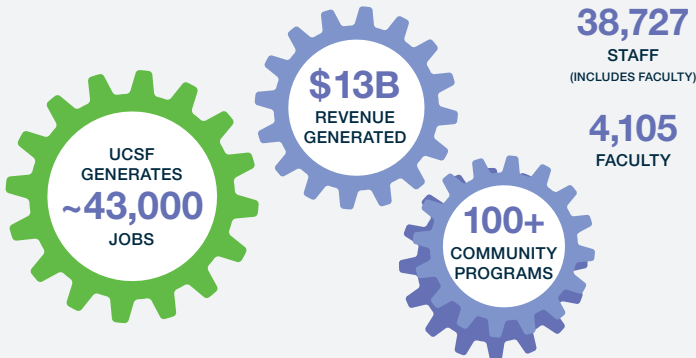 UCSF
GENERATES
~43,000
JOBS
$13B
REVENUE
GENERATED
100+
COMMUNITY
PROGRAMS
38,727
STAFF
(INCLUDES FACULTY)
4,105
FACULTY